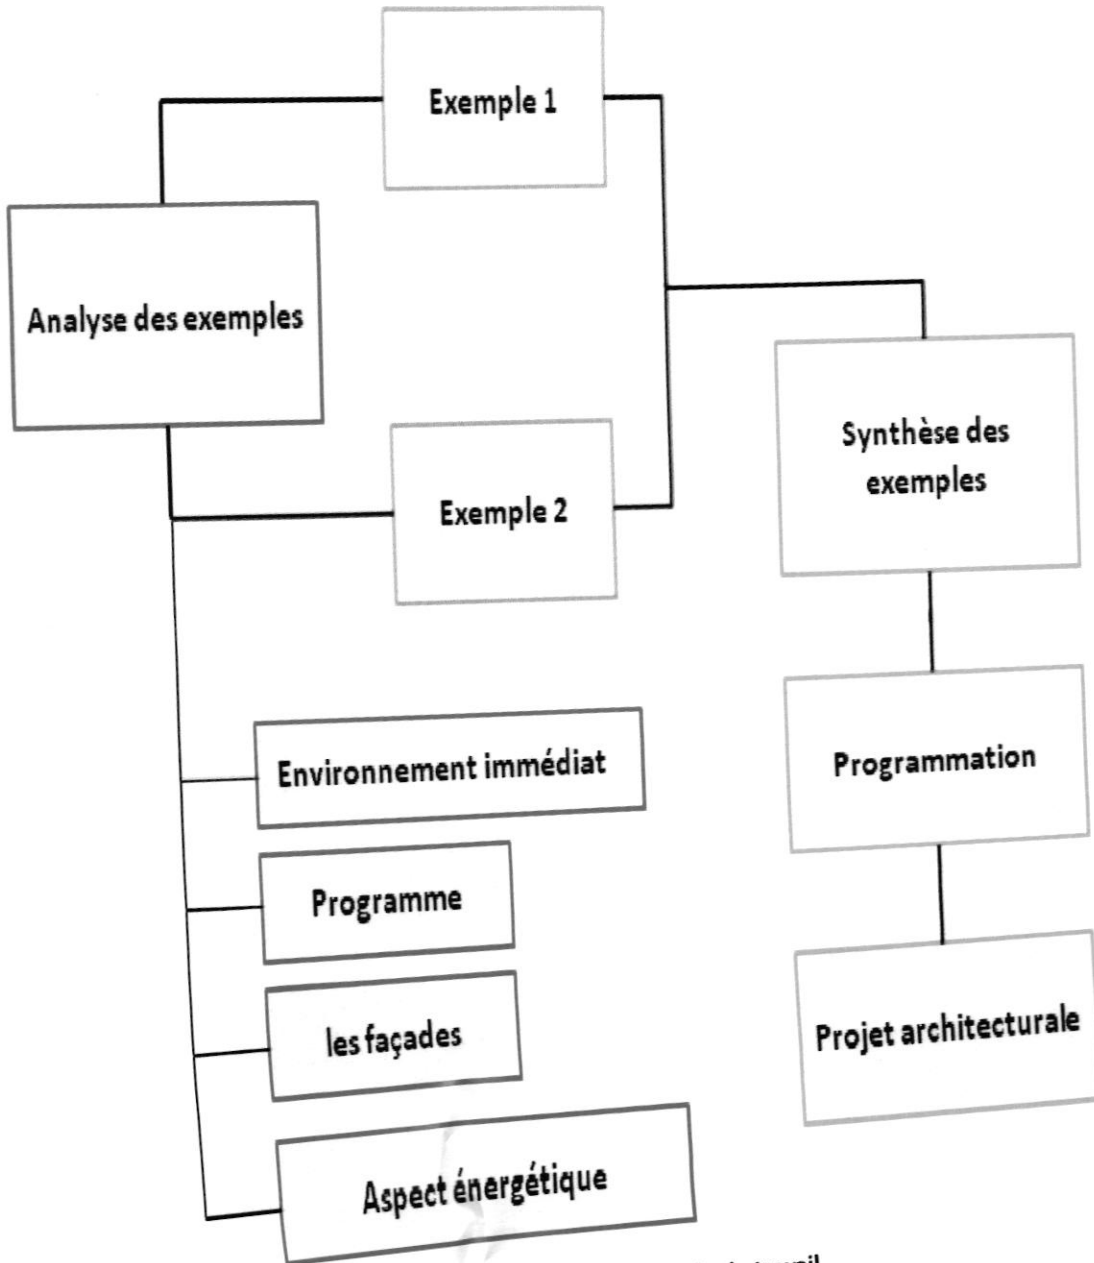 Exemple 1
Analyse des exemples
Exemple 2
Synthèse des
exemples
Environnement immédiat
Programme
les façades
Aspect énergétique
Programmation
Projet architecturale